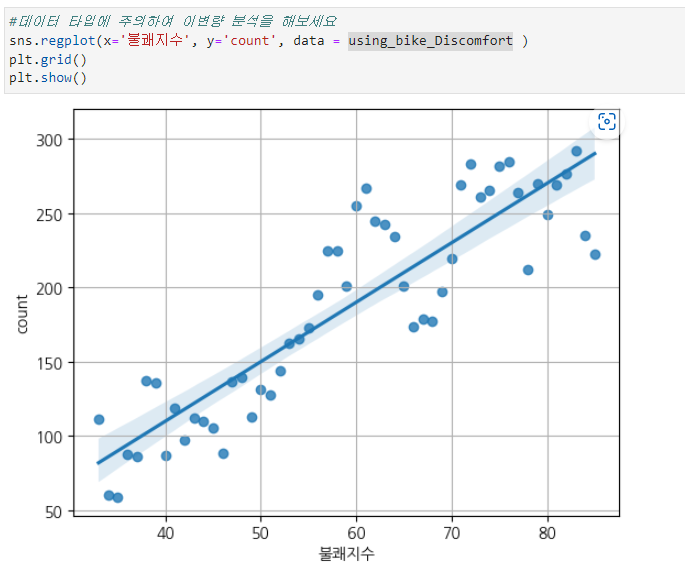 #데이터 타입에 주의하여 이변량 분석을 해보세요
sns.regplot(x='불쾌지수', y='count', data = using_bike_Discomfort )
plt.grid()
plt.show()
300
250
200
150
100
50
count
40 50 60 70 80
불쾌지수